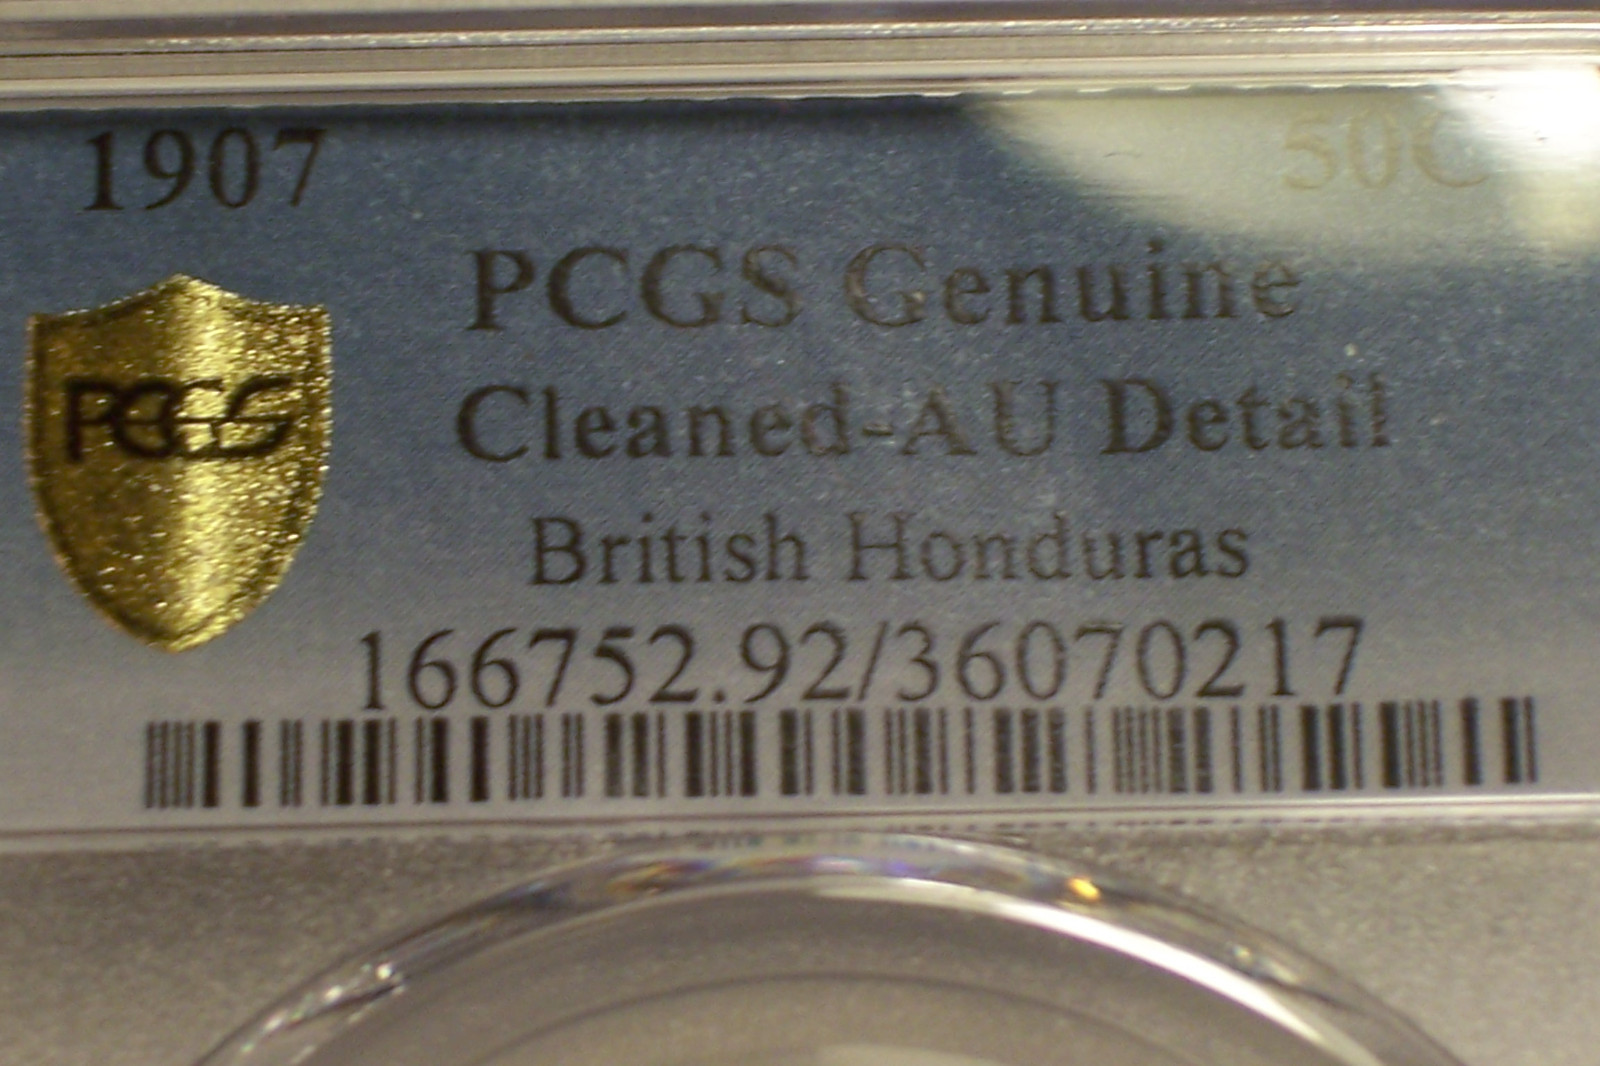 1907 50C
PCGS Genuine
PCGS
Cleaned-AU Detail
British Honduras
166752.92/36070217